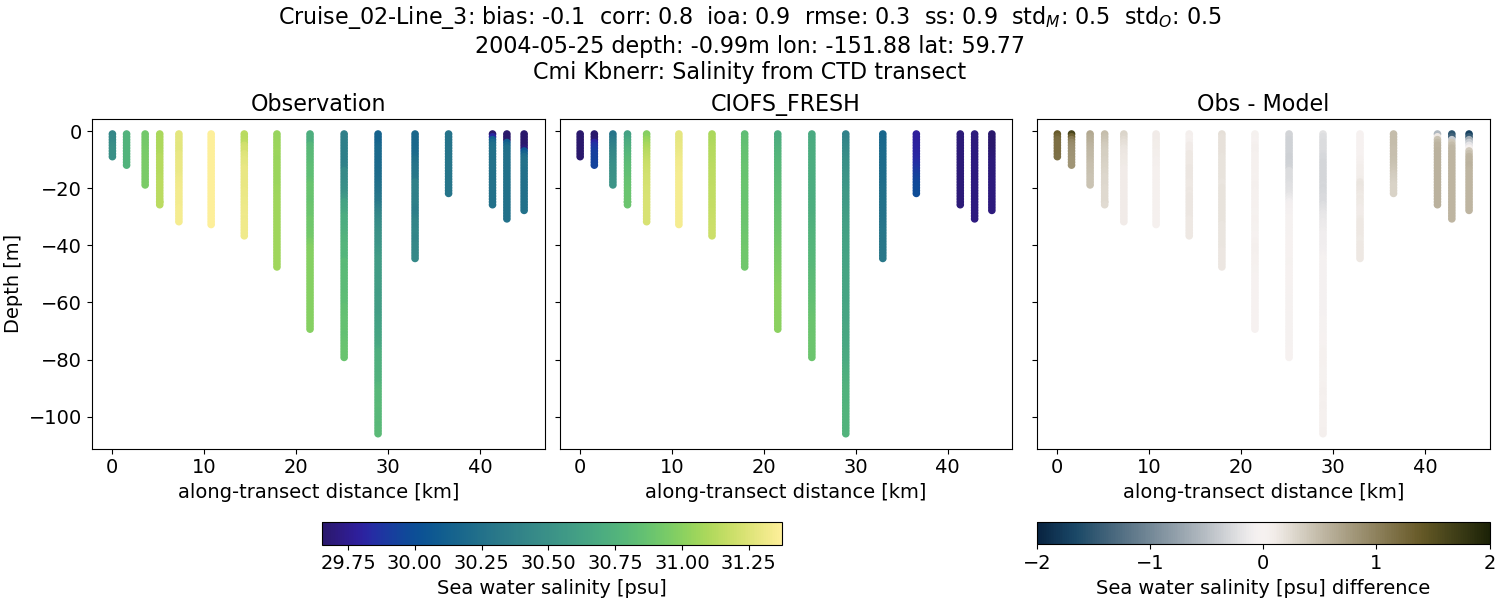 Cruise_02-Line_3: bias: -0.1  corr: 0.8  ioa: 0.9  rmse: 0.3  ss: 0.9  std_M: 0.5  std_O: 0.5
2004-05-25 depth: -0.99m lon: -151.88 lat: 59.77
Cmi Kbnerr: Salinity from CTD transect
Observation
CIOFS_FRESH
Obs - Model
Depth [m]
0
−20
−40
−60
−80
−100
0 10 20 30 40
0 10 20 30 40
0 10 20 30 40
along-transect distance [km]
along-transect distance [km]
along-transect distance [km]
29.75 30.00 30.25 30.50 30.75 31.00 31.25
Sea water salinity [psu]
−2 −1 0 1 2
Sea water salinity [psu] difference